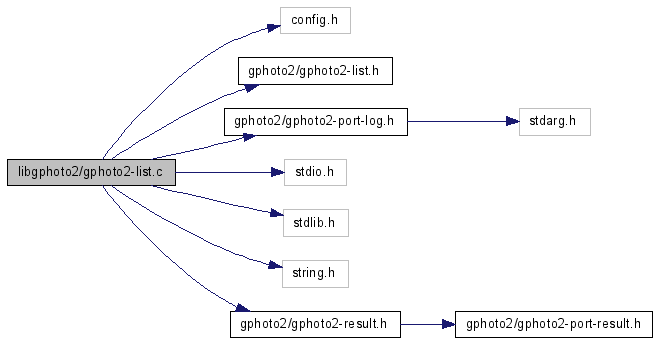 config.h
gphoto2/gphoto2-list.h
gphoto2/gphoto2-port-log.h
stdarg.h
libgphoto2/gphoto2-list.c
stdio.h
stdlib.h
string.h
gphoto2/gphoto2-result.h
gphoto2/gphoto2-port-result.h